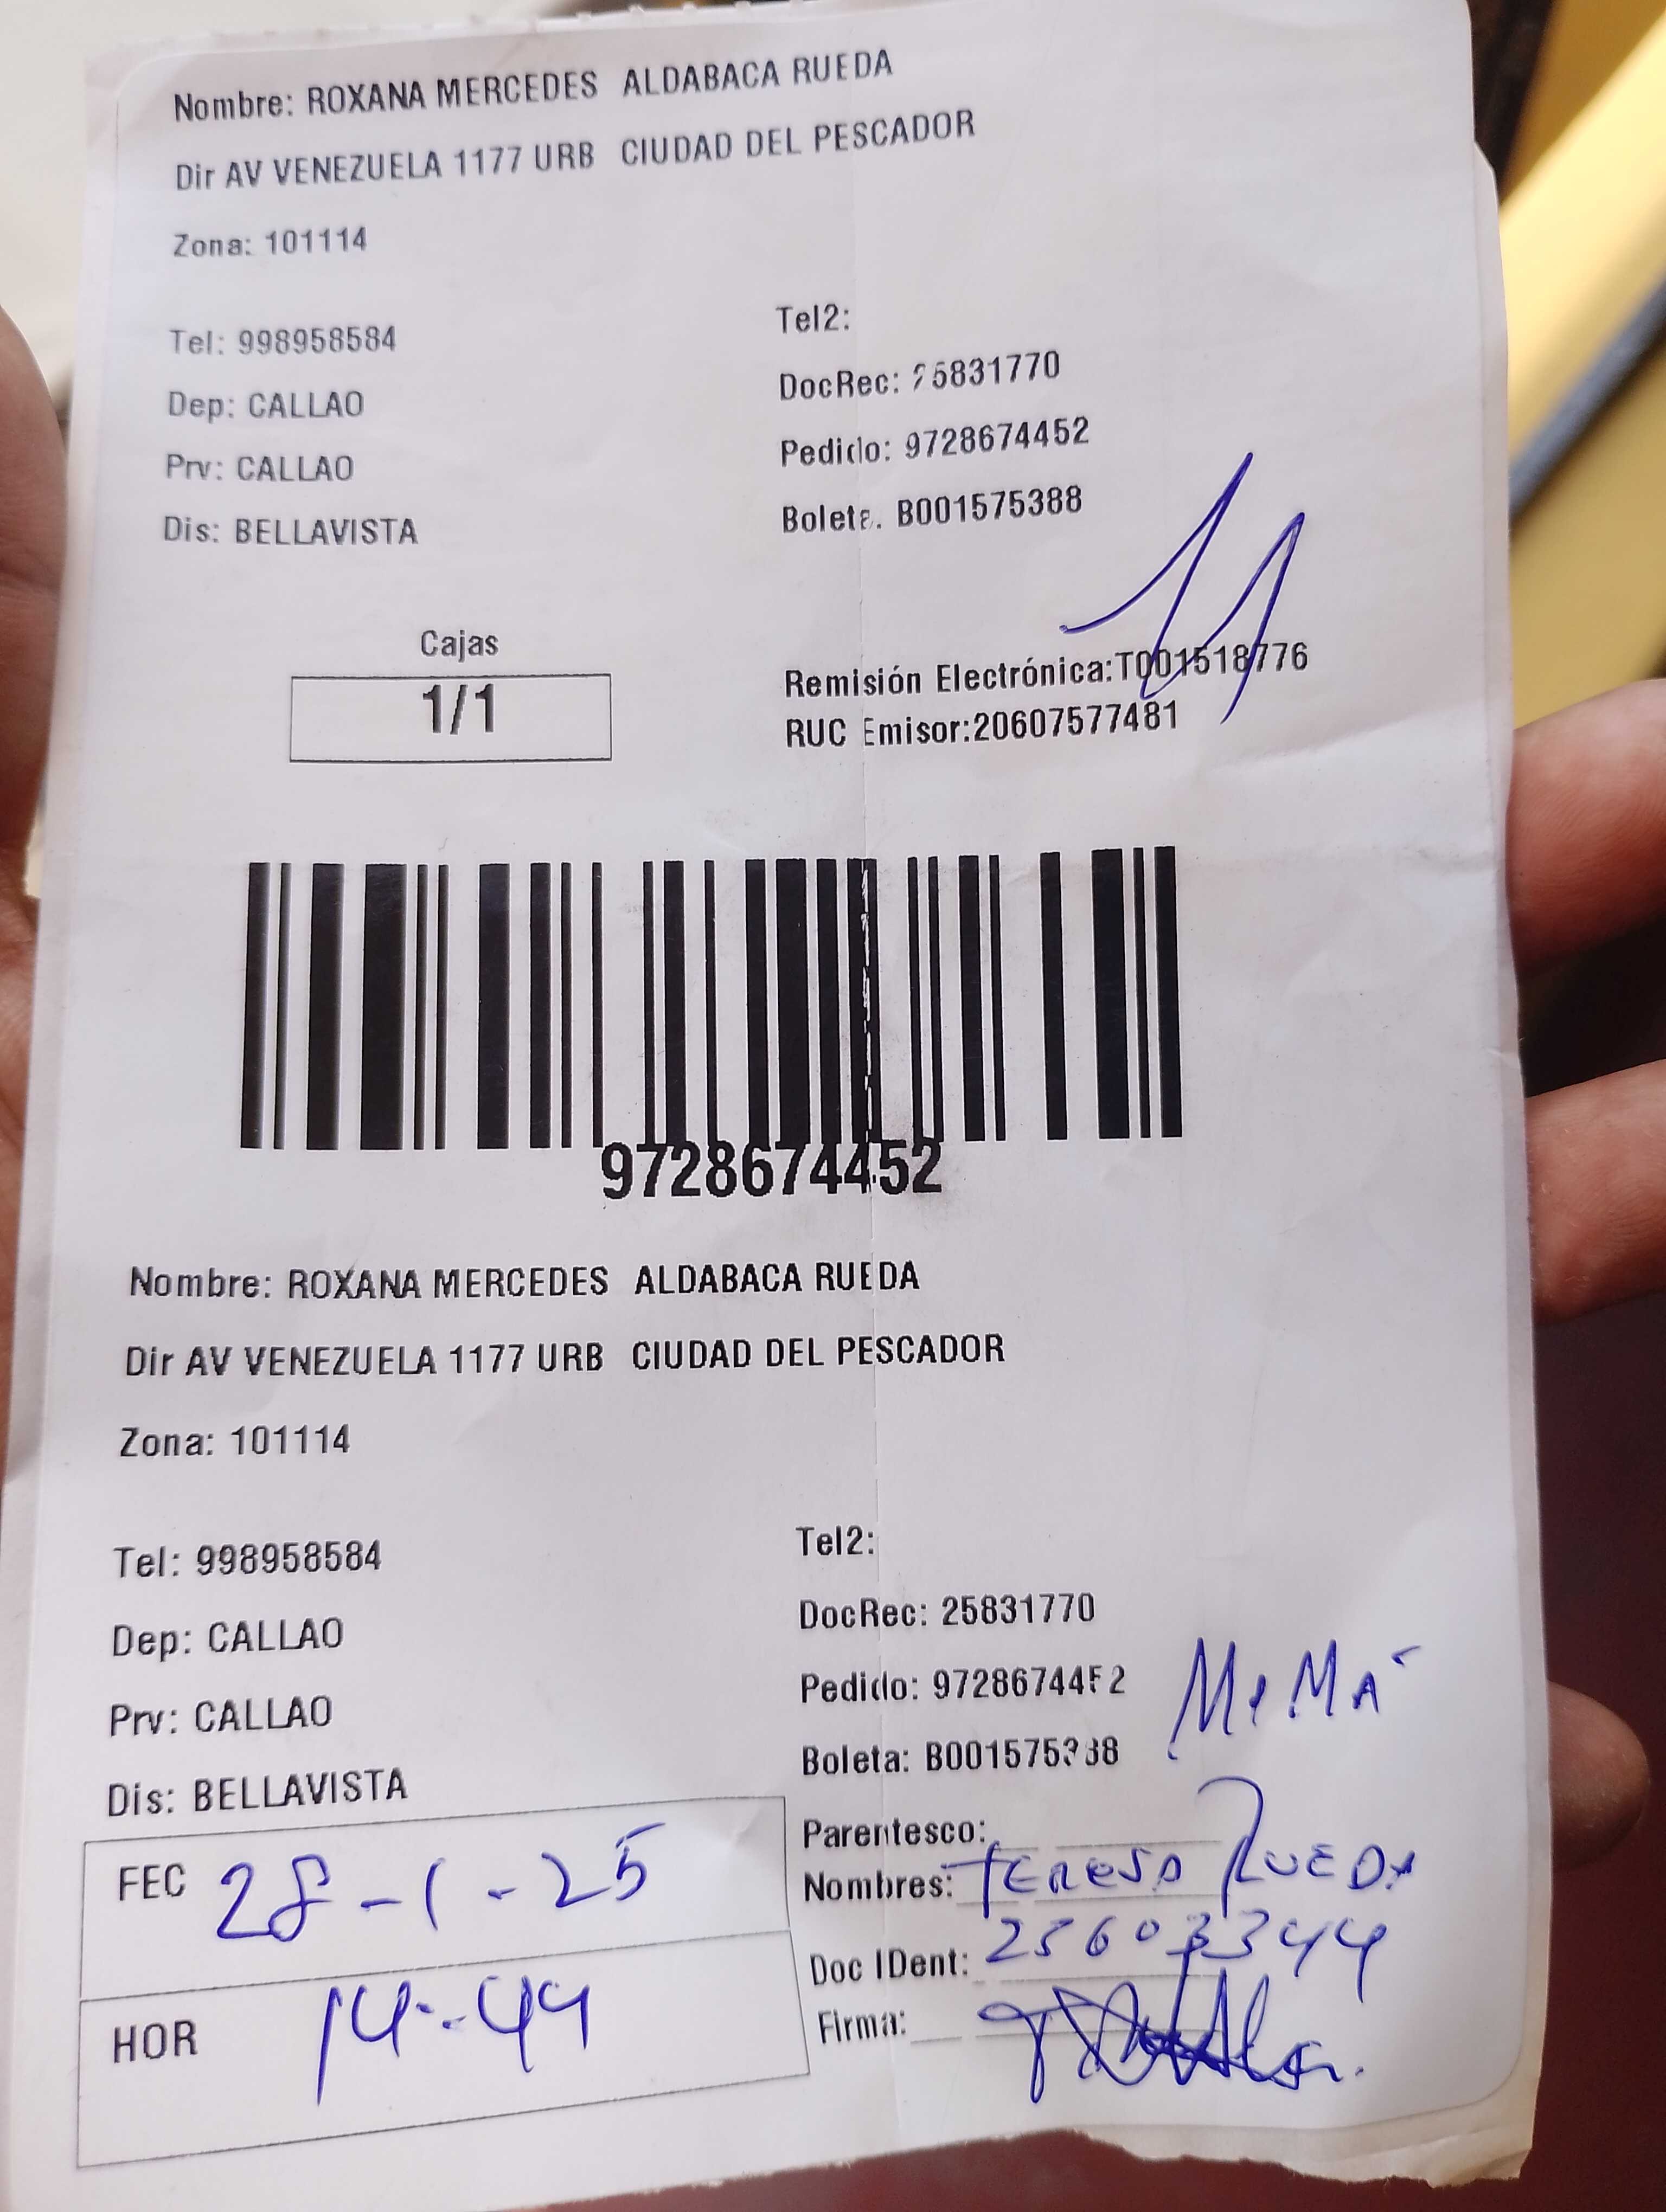 Nombre: ROXANA MERCEDES ALDABACA RUEDA
Dir AV VENEZUELA 1177 URB CIUDAD DEL PESCADOR
Zona: 101114
Tel: 998958584
Dep: CALLAO
Prv: CALLAO
Dis: BELLAVISTA
Tel2:
DocRec: 25831770
Pedido: 9728674452
Boleta: B001575388
Cajas
1/1
Remisión Electrónica:T001518776
RUC Emisor:20607577481
9728674452
Nombre: ROXANA MERCEDES ALDABACA RUEDA
Dir AV VENEZUELA 1177 URB CIUDAD DEL PESCADOR
Zona: 101114
Tel: 998958584
Dep: CALLAO
Prv: CALLAO
Dis: BELLAVISTA
Tel2:
DocRec: 25831770
Pedido: 9728674452
Boleta: B001575388
MAMÁ
Parentesco:
Nombres: TERESA RUEDA
Doc IDent: 25603344
Firma:
FEC 28-1-25
HOR 14:44